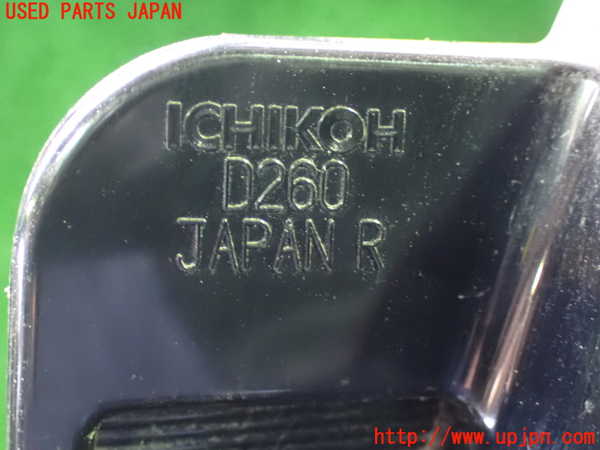 USED PARTS JAPAN
ICHIKOH
D260
JAPAN R
http://www.upjpn.com